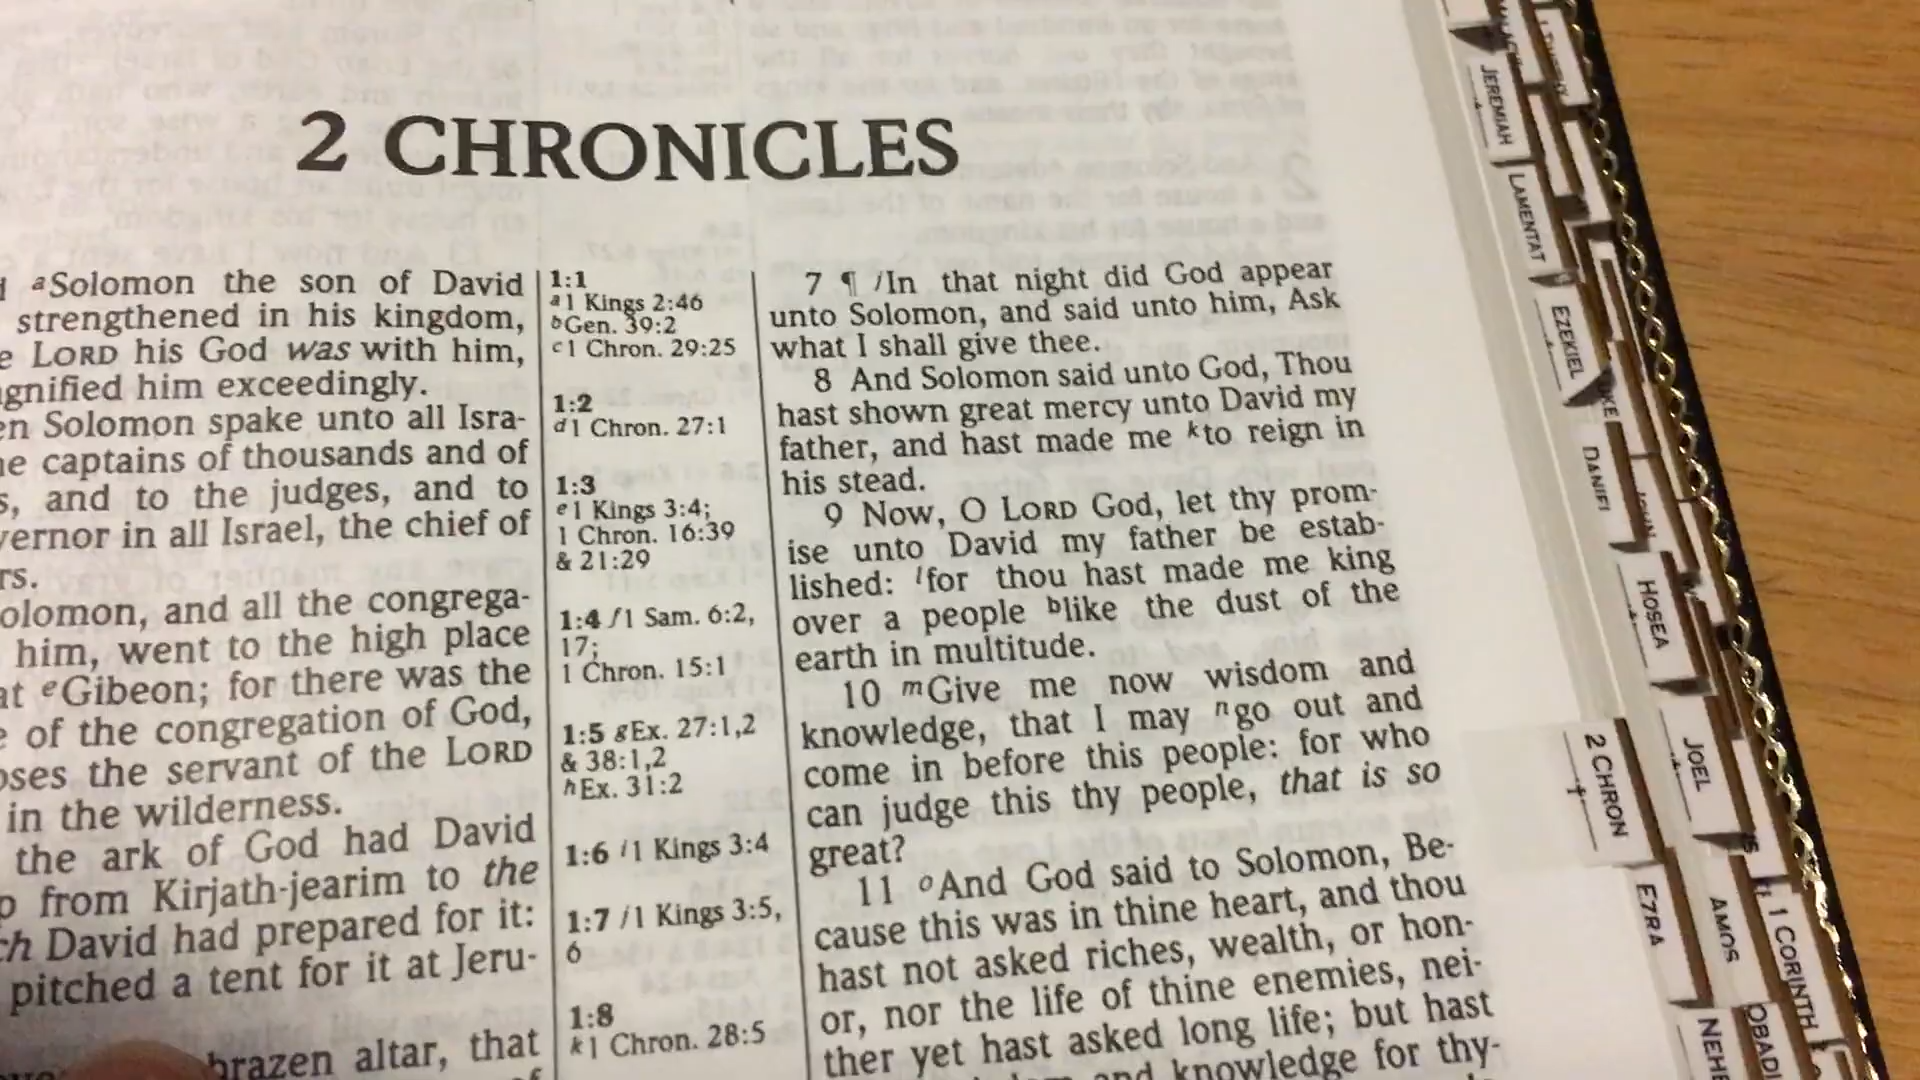 2 CHRONICLES
aSolomon the son of David
strengthened in his kingdom,
LORD his God was with him,
gnified him exceedingly.
en Solomon spake unto all Isra-
he captains of thousands and of
s, and to the judges, and to
vernor in all Israel, the chief of
rs.
olomon, and all the congrega-
him, went to the high place
at eGibeon; for there was the
e of the congregation of God,
oses the servant of the LORD
in the wilderness.
the ark of God had David
p from Kirjath-jearim to the
ch David had prepared for it:
pitched a tent for it at Jeru-
brazen altar, that
of
1:1
a1 Kings 2:46
bGen. 39:2
c1 Chron. 29:25
1:2
d1 Chron. 27:1
1:3
e1 Kings 3:4;
1 Chron. 16:39
& 21:29
1:4 f1 Sam. 6:2,
17;
1 Chron. 15:1
1:5 gEx. 27:1,2
& 38:1,2
hEx. 31:2
1:6 i1 Kings 3:4
1:7 j1 Kings 3:5,
6
1:8
k1 Chron. 28:5
7 ¶ jIn that night did God appear
unto Solomon, and said unto him, Ask
what I shall give thee.
8 And Solomon said unto God, Thou
hast shown great mercy unto David my
father, and hast made me kto reign in
his stead.
9 Now, O LORD God, let thy prom-
ise unto David my father be estab-
lished: lfor thou hast made me king
over a people blike the dust of the
earth in multitude.
10 mGive me now wisdom and
knowledge, that I may ngo out and
come in before this people: for who
can judge this thy people, that is so
great?
11 oAnd God said to Solomon, Be-
cause this was in thine heart, and thou
hast not asked riches, wealth, or hon-
or, nor the life of thine enemies, nei-
ther yet hast asked long life; but hast
and knowledge for thy-
JEREMIAH
LAMENTAT
EZEKIEL
DANIEL
HOSEA
JOEL
2 CHRON
EZRA
AMOS
1 CORINTH
NEHE
OBADI
JOHN